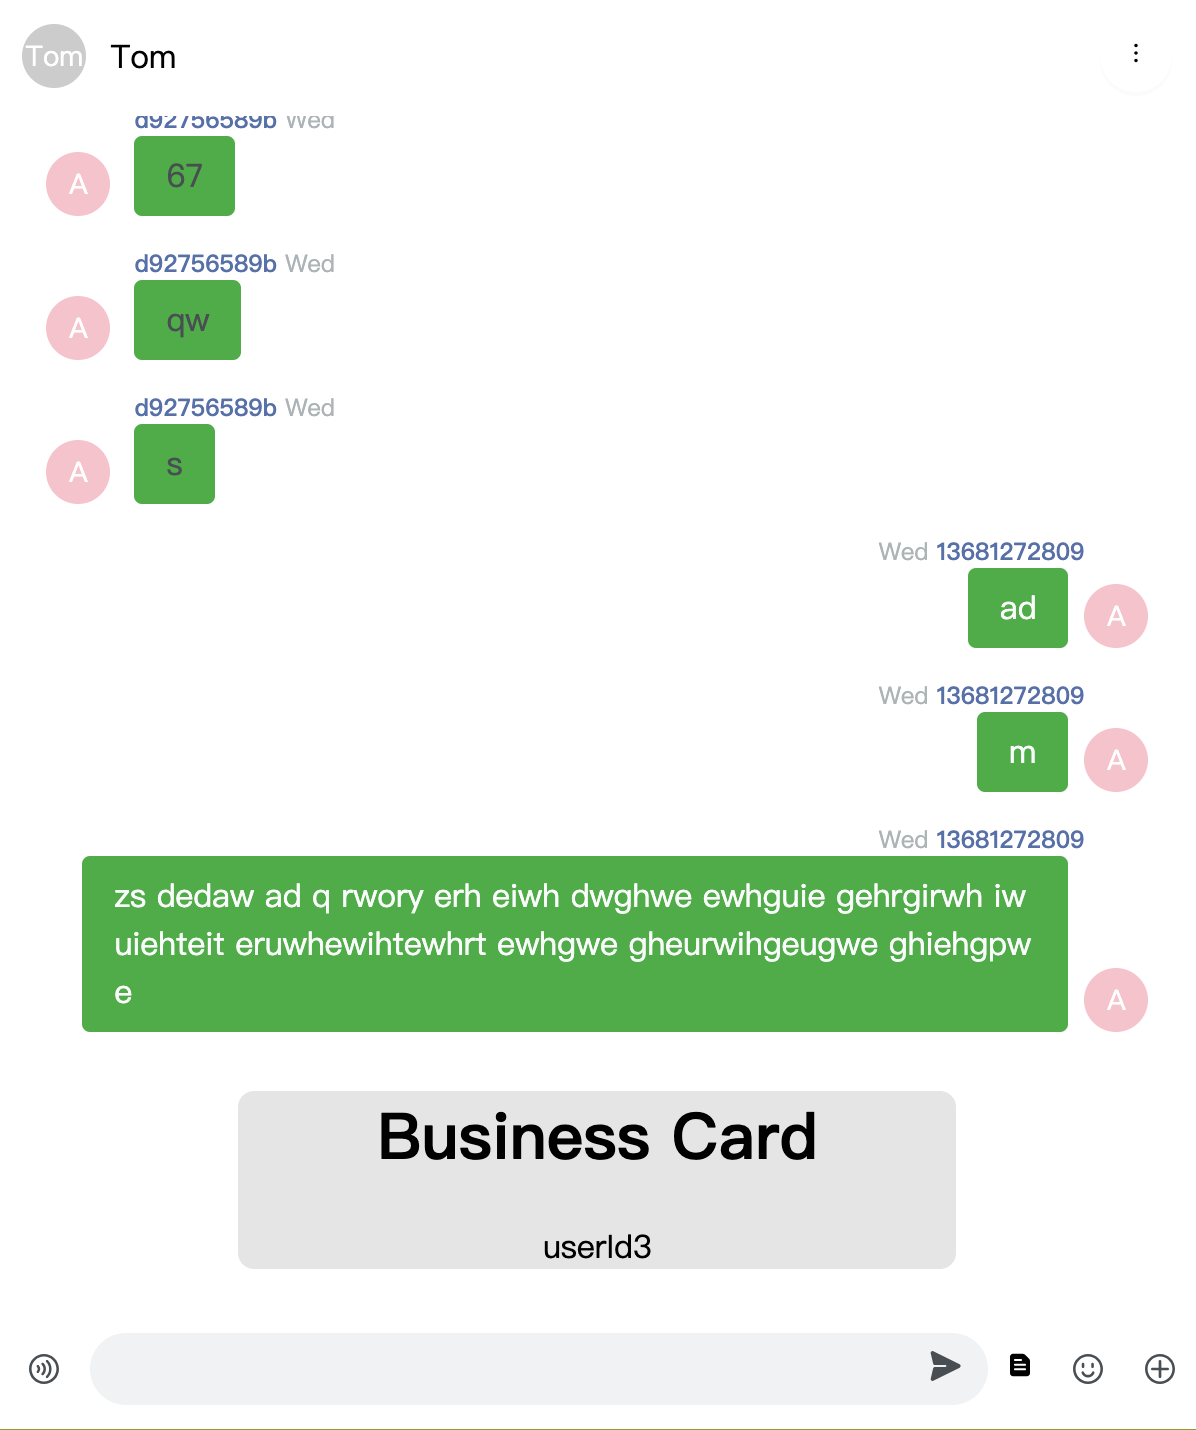 Tom Tom
d92756589b Wed
A 67
d92756589b Wed
A qw
d92756589b Wed
A s
Wed 13681272809
ad A
Wed 13681272809
m A
Wed 13681272809
zs dedaw ad q rwory erh eiwh dwghwe ewhguie gehrgirwh iw
uiehteit eruwhewihtewhrt ewhgwe gheurwihgeugwe ghiehgpw
e A
Business Card
userId3